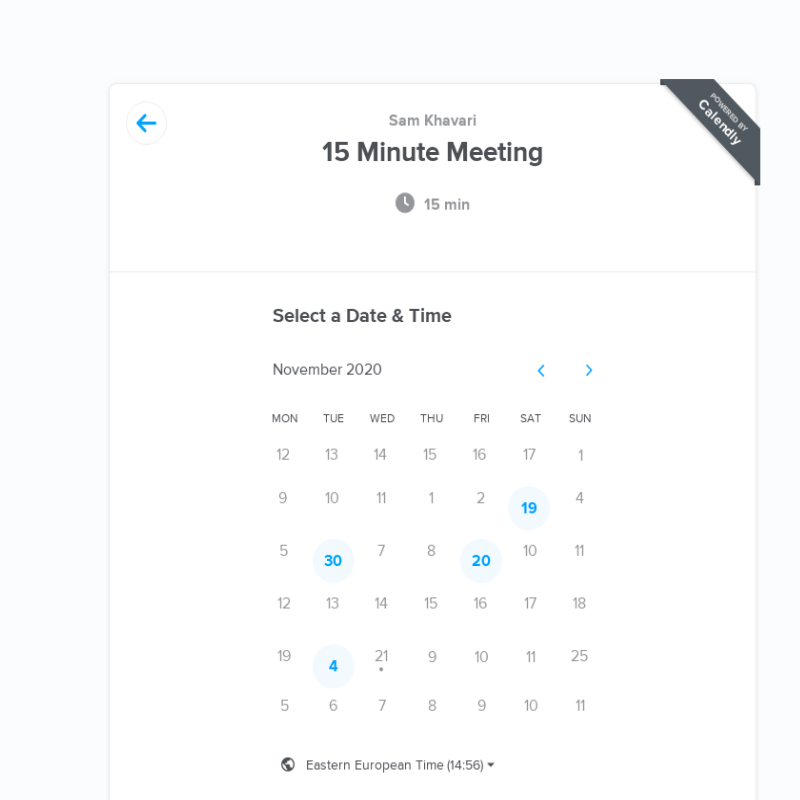 POWERED BY
Calendly
Sam Khavari
15 Minute Meeting
15 min
Select a Date & Time
November 2020
MON TUE WED THU FRI SAT SUN
12 13 14 15 16 17 1
9 10 11 1 2 19 4
5 30 7 8 20 10 11
12 13 14 15 16 17 18
19 4 21 9 10 11 25
5 6 7 8 9 10 11
Eastern European Time (14:56)